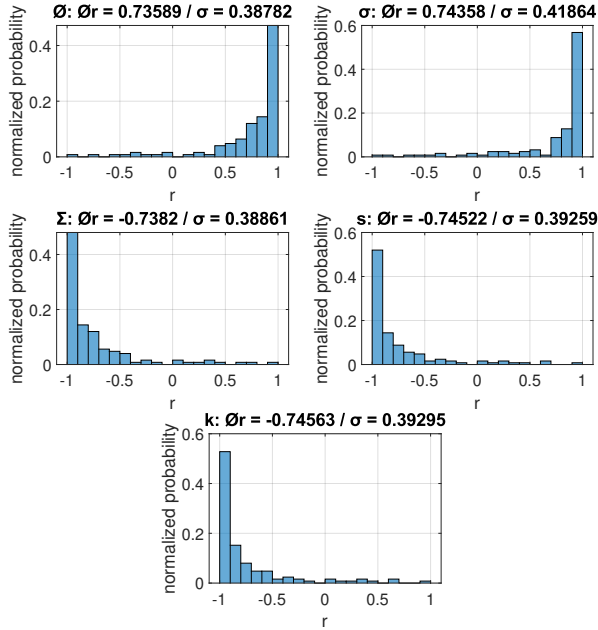 Ø: Ør = 0.73589 / σ = 0.38782
normalized probability
0.4
0.2
0
-1 -0.5 0 0.5 1
r
σ: Ør = 0.74358 / σ = 0.41864
normalized probability
0.6
0.4
0.2
0
-1 -0.5 0 0.5 1
r
Σ: Ør = -0.7382 / σ = 0.38861
normalized probability
0.4
0.2
0
-1 -0.5 0 0.5 1
r
s: Ør = -0.74522 / σ = 0.39259
normalized probability
0.6
0.4
0.2
0
-1 -0.5 0 0.5 1
r
k: Ør = -0.74563 / σ = 0.39295
normalized probability
0.6
0.4
0.2
0
-1 -0.5 0 0.5 1
r